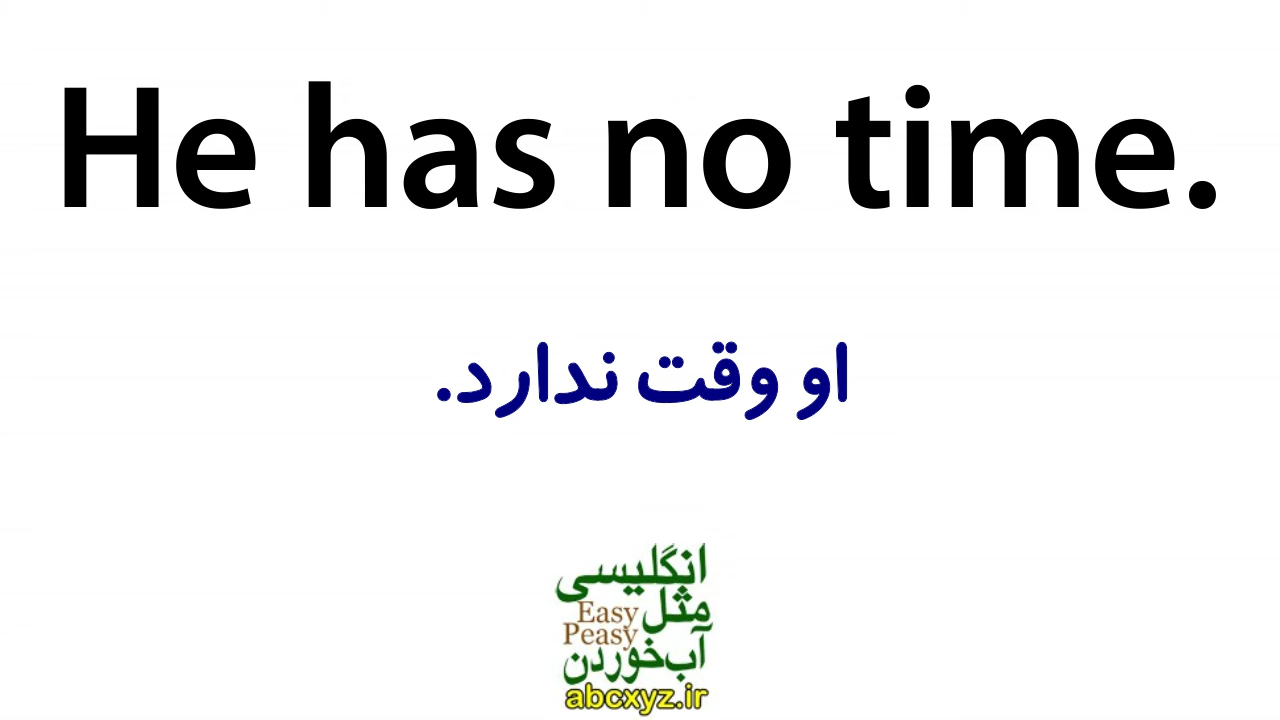 He has no time.
او وقت ندارد.
انگلیسی
مثل
Easy
Peasy
آب‌خوردن
abcxyz.ir